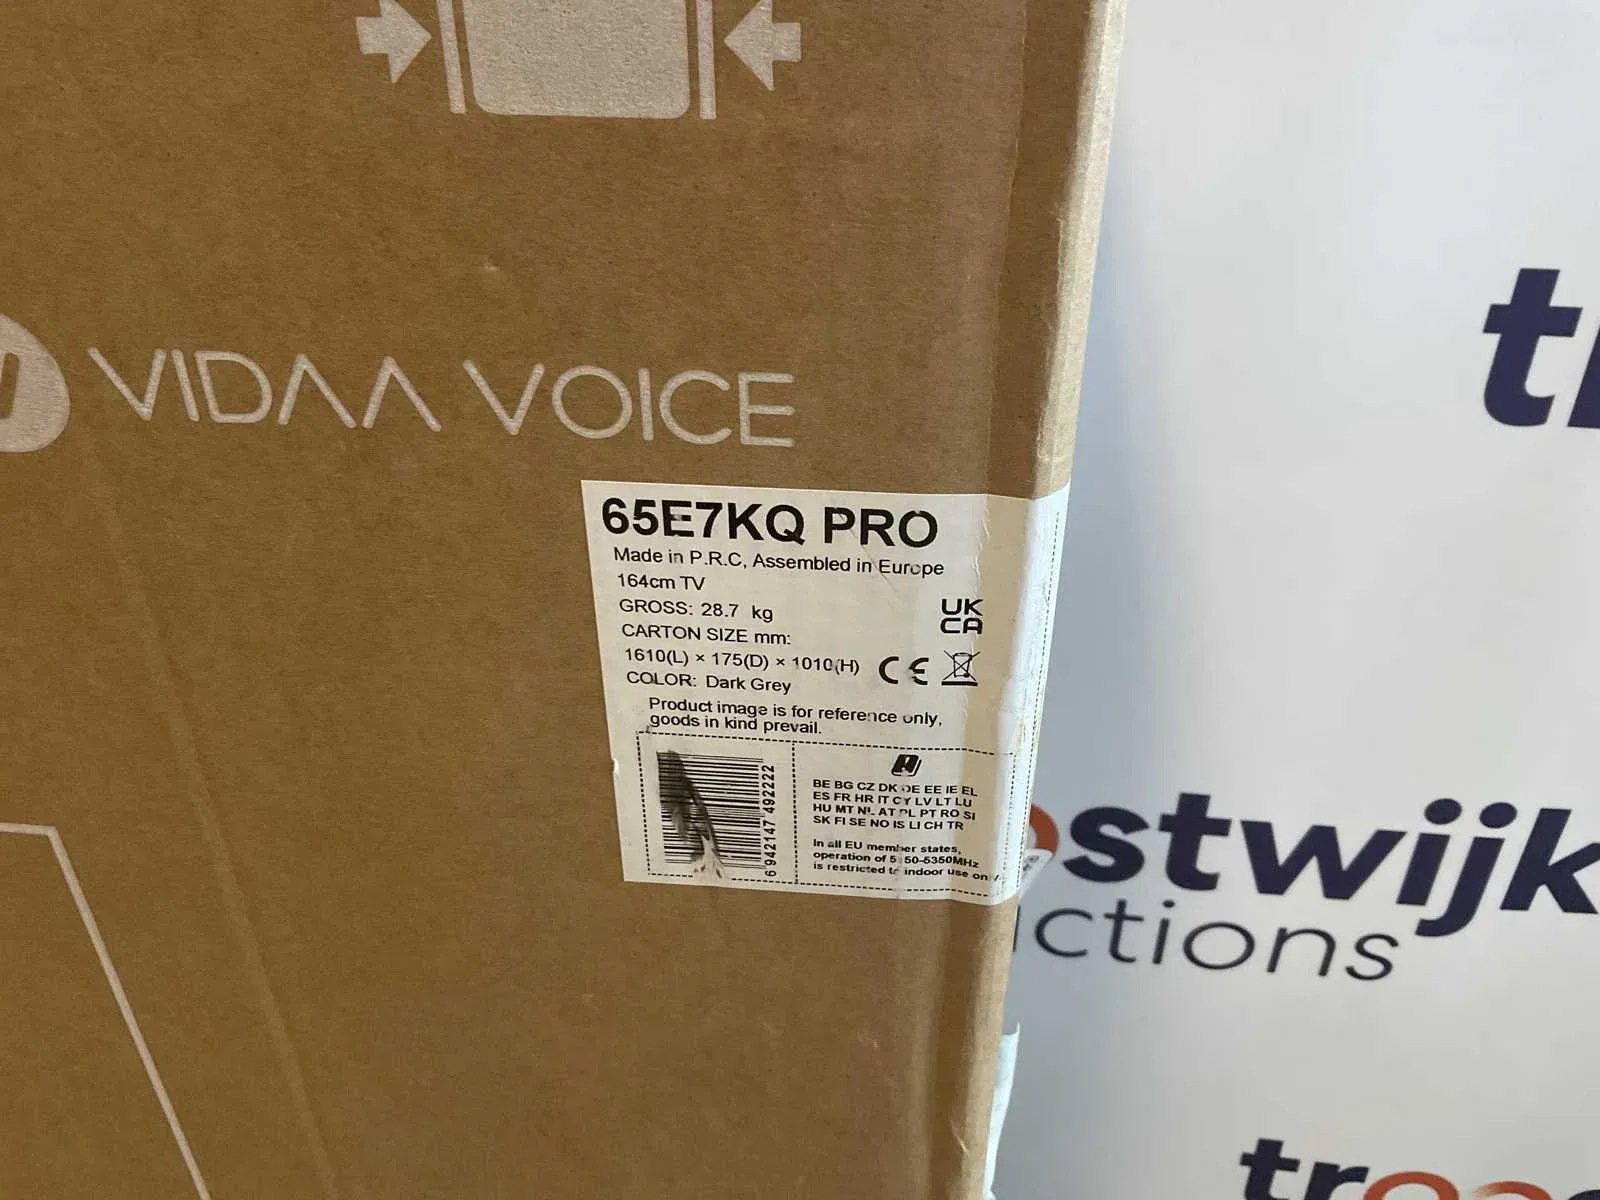 VIDAA VOICE
65E7KQ PRO
Made in P.R.C, Assembled in Europe
164cm TV
GROSS: 28.7 kg
CARTON SIZE mm:
1610(L) × 175(D) × 1010(H)
COLOR: Dark Grey
UK
CA
CE
Product image is for reference only,
goods in kind prevail.
6 942147 492222
BE BG CZ DK DE EE IE EL
ES FR HR IT CY LV LT LU
HU MT NL AT PL PT RO SI
SK FI SE NO IS LI CH TR
In all EU member states,
operation of 5150-5350MHz
is restricted to indoor use only.
t
ostwijk
ctions